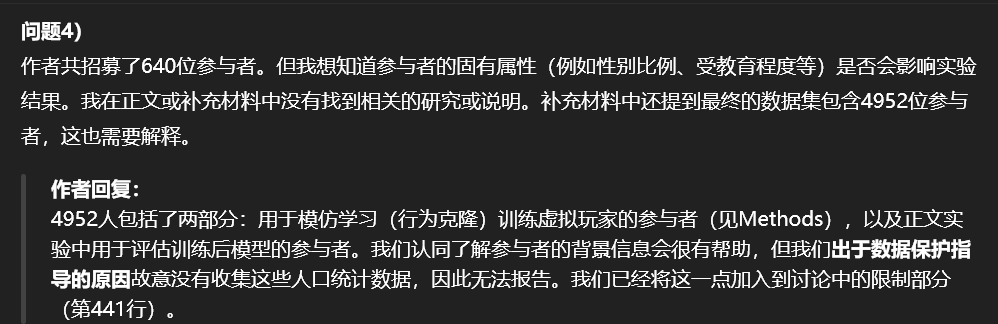 问题4）
作者共招募了640位参与者。但我想知道参与者的固有属性（例如性别比例、受教育程度等）是否会影响实验
结果。我在正文或补充材料中没有找到相关的研究或说明。补充材料中还提到最终的数据集包含4952位参与
者，这也需要解释。
作者回复：
4952人包括了两部分：用于模仿学习（行为克隆）训练虚拟玩家的参与者（见Methods），以及正文实
验中用于评估训练后模型的参与者。我们认同了解参与者的背景信息会很有帮助，但我们出于数据保护指
导的原因故意没有收集这些人口统计数据，因此无法报告。我们已经将这一点加入到讨论中的限制部分
（第441行）。